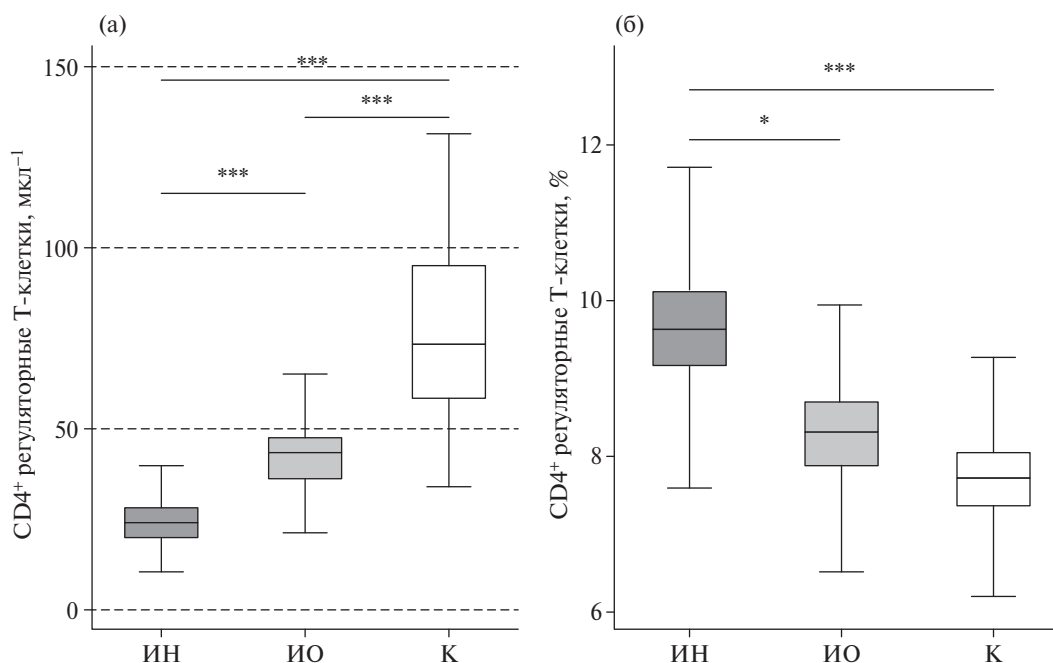 (а)
CD4⁺ регуляторные Т-клетки, мкл⁻¹
150
100
50
0
***
***
***
ИН
ИО
К
(б)
CD4⁺ регуляторные Т-клетки, %
12
10
8
6
***
*
ИН
ИО
К